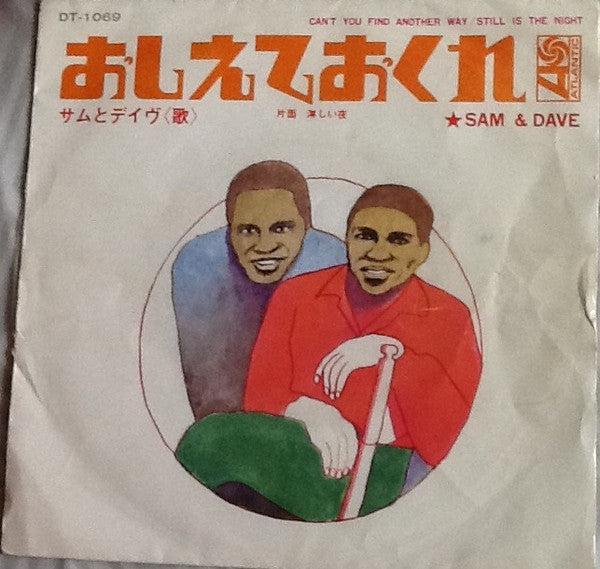 DT-1069
CAN'T YOU FIND ANOTHER WAY/STILL IS THE NIGHT
おしえておくれ
ATLANTIC
サムとデイヴ〈歌〉
片面 淋しい夜
★SAM & DAVE